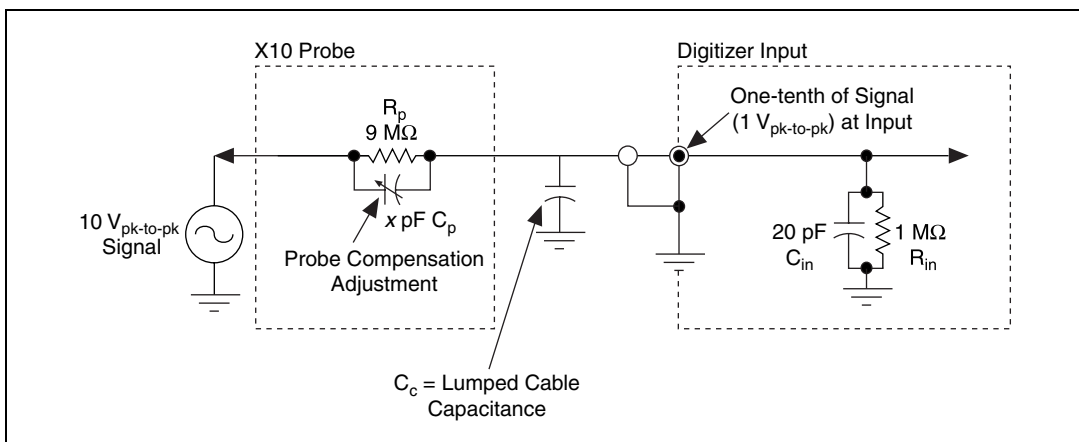 X10 Probe
Digitizer Input
R_p
9 MΩ
One-tenth of Signal
(1 V_pk-to-pk) at Input
10 V_pk-to-pk
Signal
x pF C_p
Probe Compensation
Adjustment
20 pF
C_in
1 MΩ
R_in
C_c = Lumped Cable
Capacitance